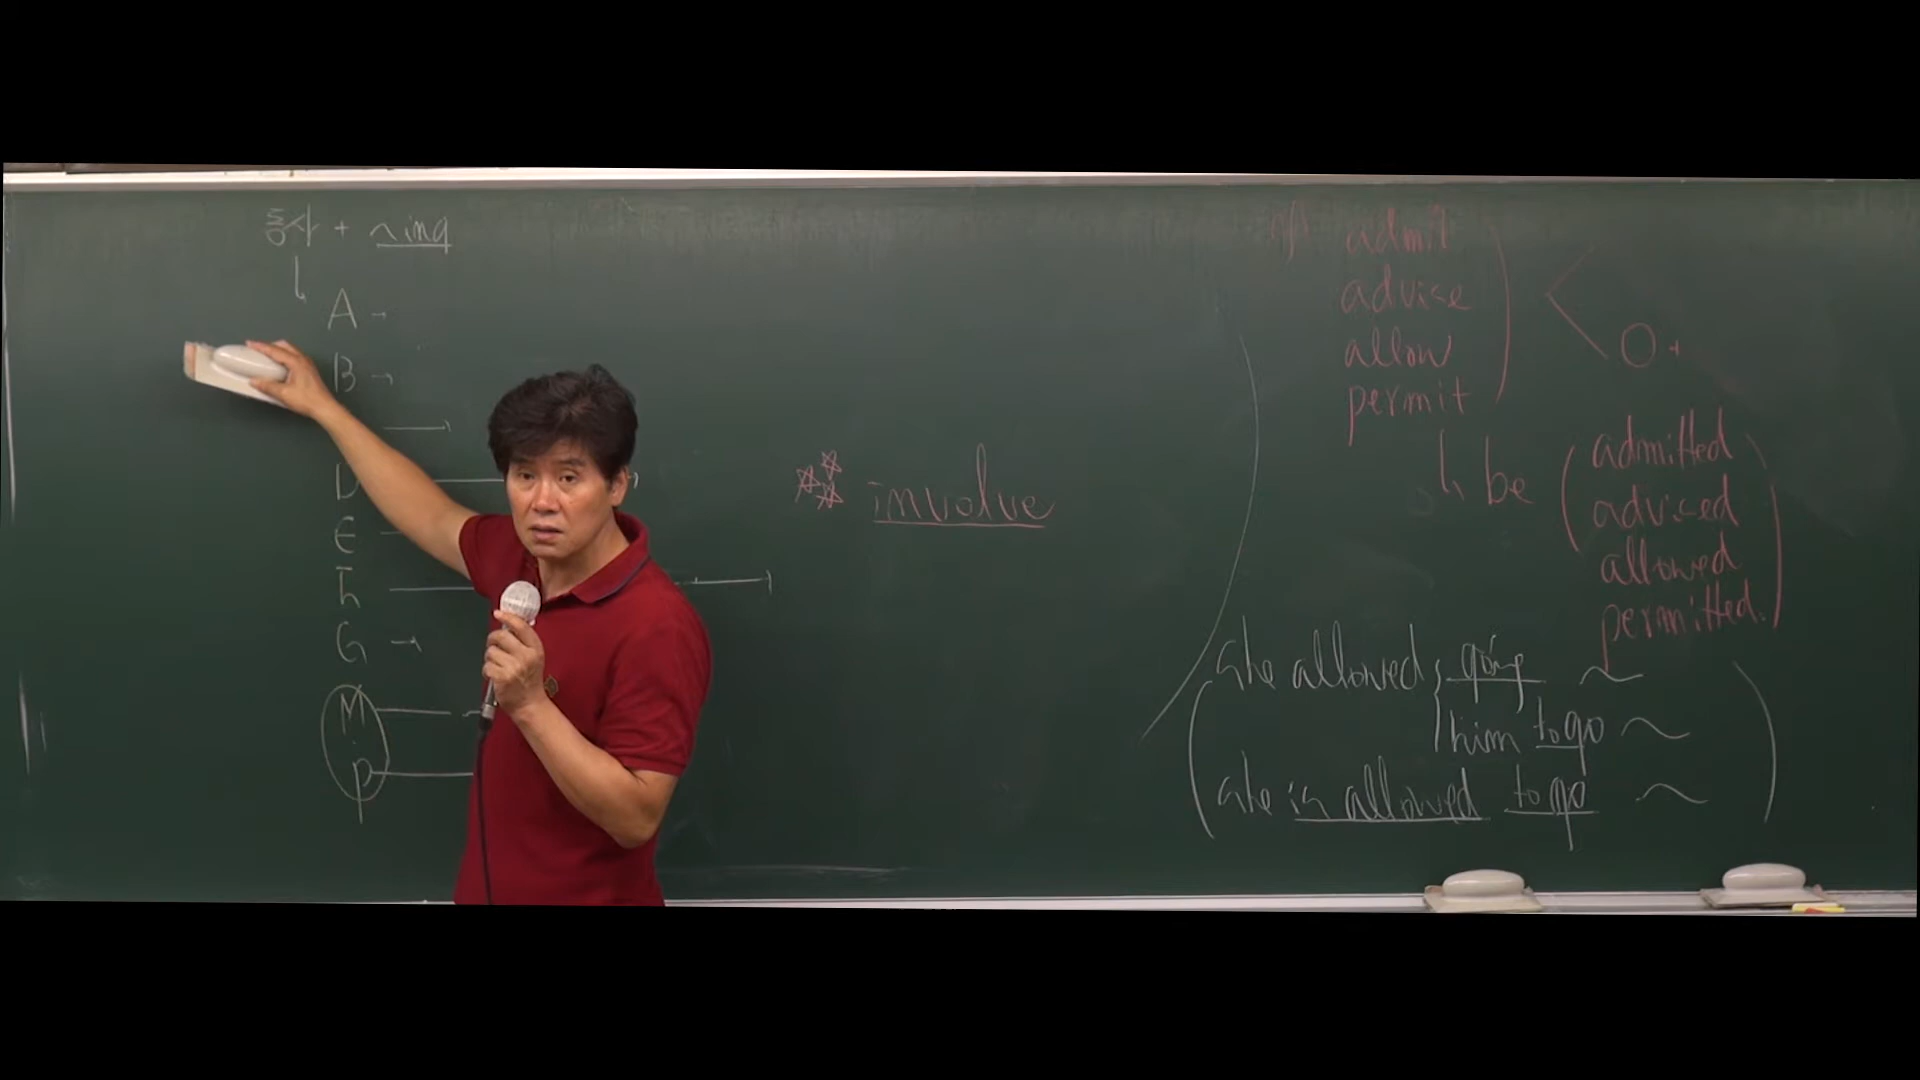 동사 + ~ing
A →
B →
D
E
F
G →
M
P
involve
admit
advise
allow
permit
O +
be
admitted
advised
allowed
permitted.
she allowed going ~
him to go ~
she is allowed to go ~